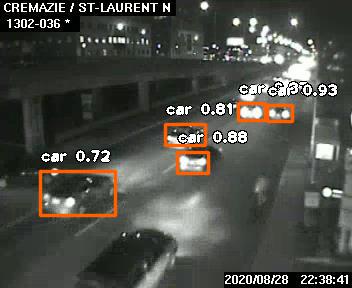 CREMAZIE / ST-LAURENT N
1302-036 *
car 0.93
car 0.81
car 0.88
car 0.72
2020/08/28 22:38:41